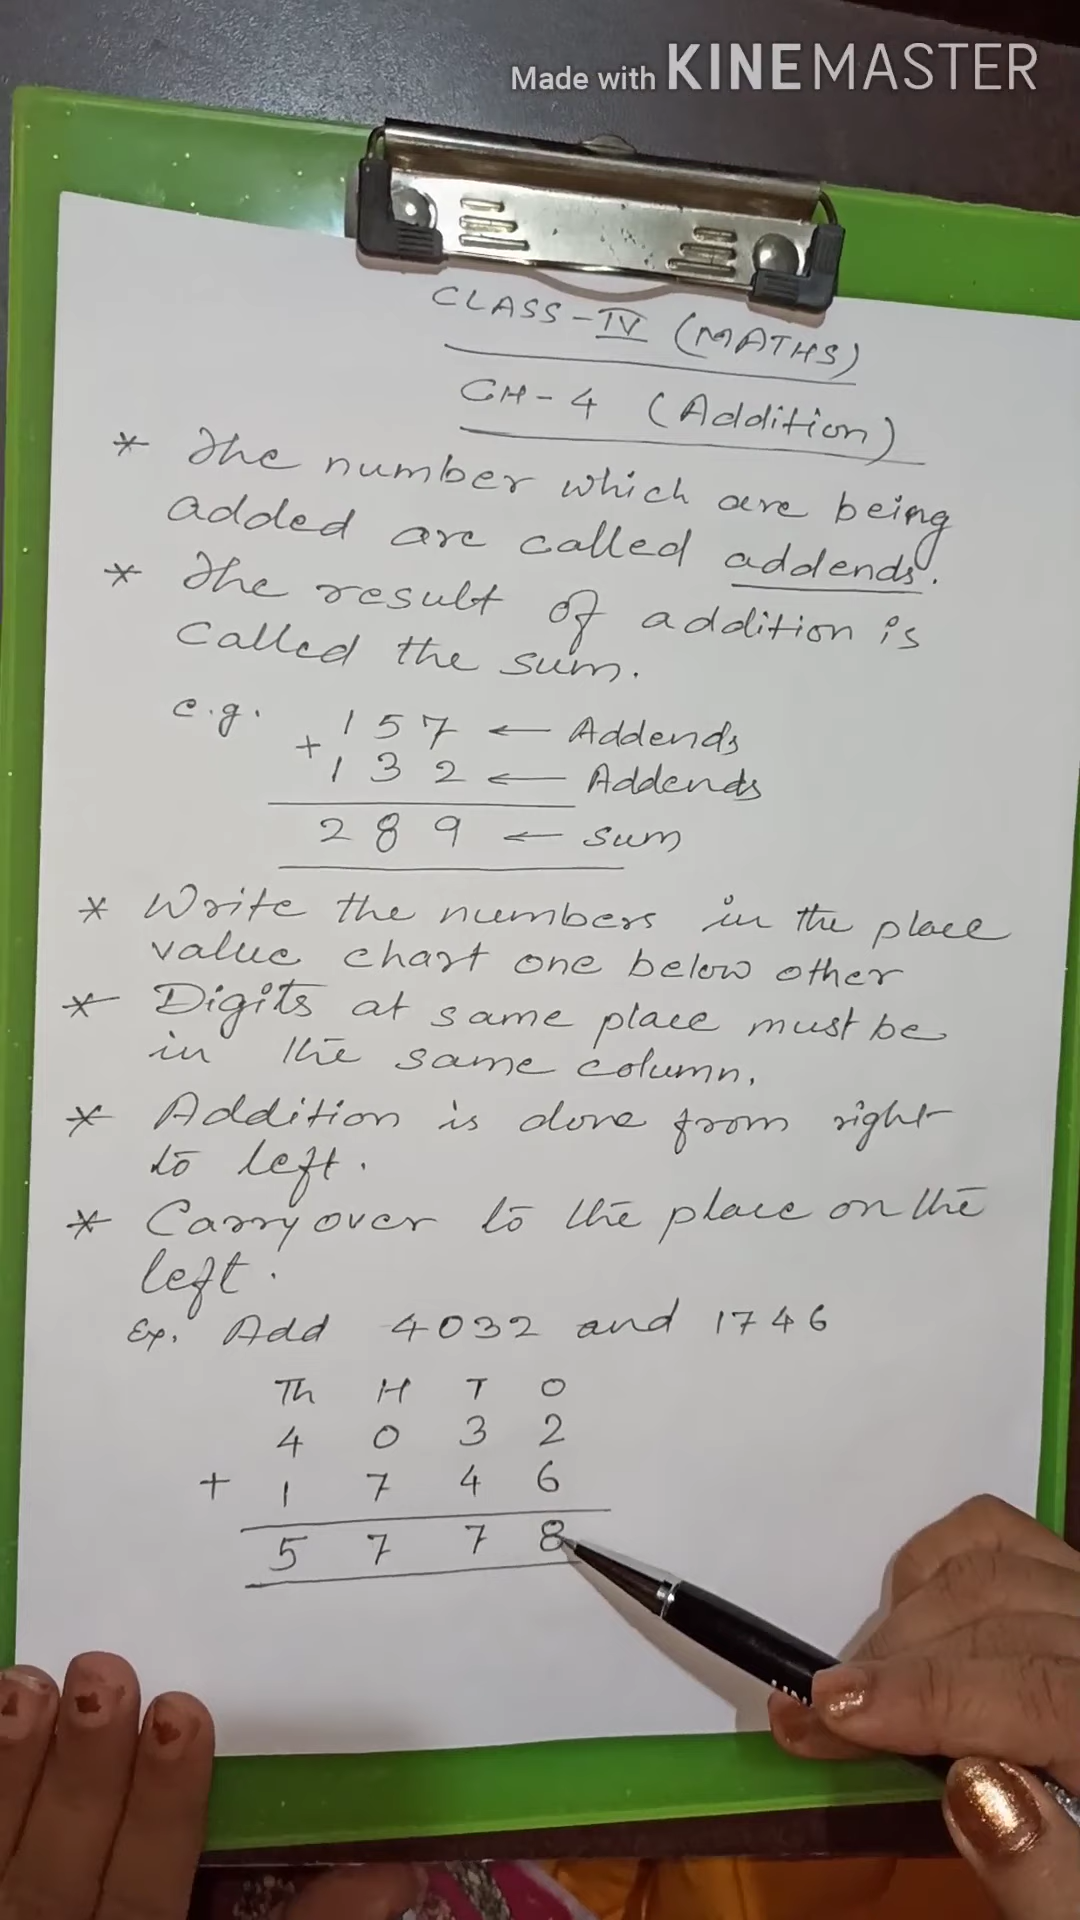 Made with KINEMASTER
CLASS-IV (MATHS)
CH-4 (Addition)
* The number which are being
added are called addends.
* The result of addition is
called the sum.
e.g. 157 ← Addends
+ 132 ← Addends
289 ← sum
* Write the numbers in the place
value chart one below other
* Digits at same place must be
in the same column.
* Addition is done from right
to left.
* Carryover to the place on the
left.
Ex. Add 4032 and 1746
Th H T O
4 0 3 2
+ 1 7 4 6
5 7 7 8